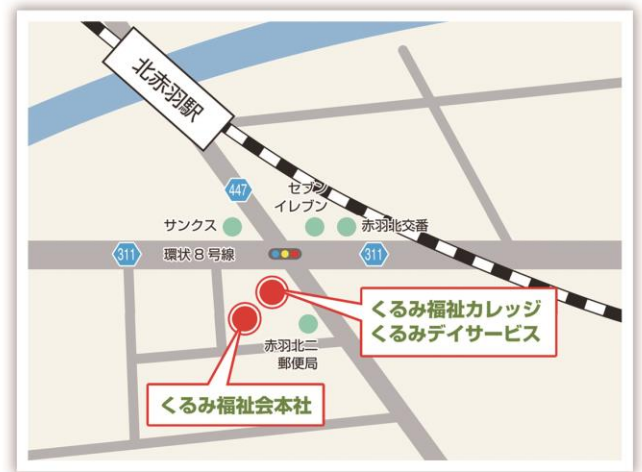 北赤羽駅
447
セブン
イレブン
サンクス
赤羽北交番
311
環状8号線
311
くるみ福祉カレッジ
くるみデイサービス
赤羽北二
郵便局
くるみ福祉会本社